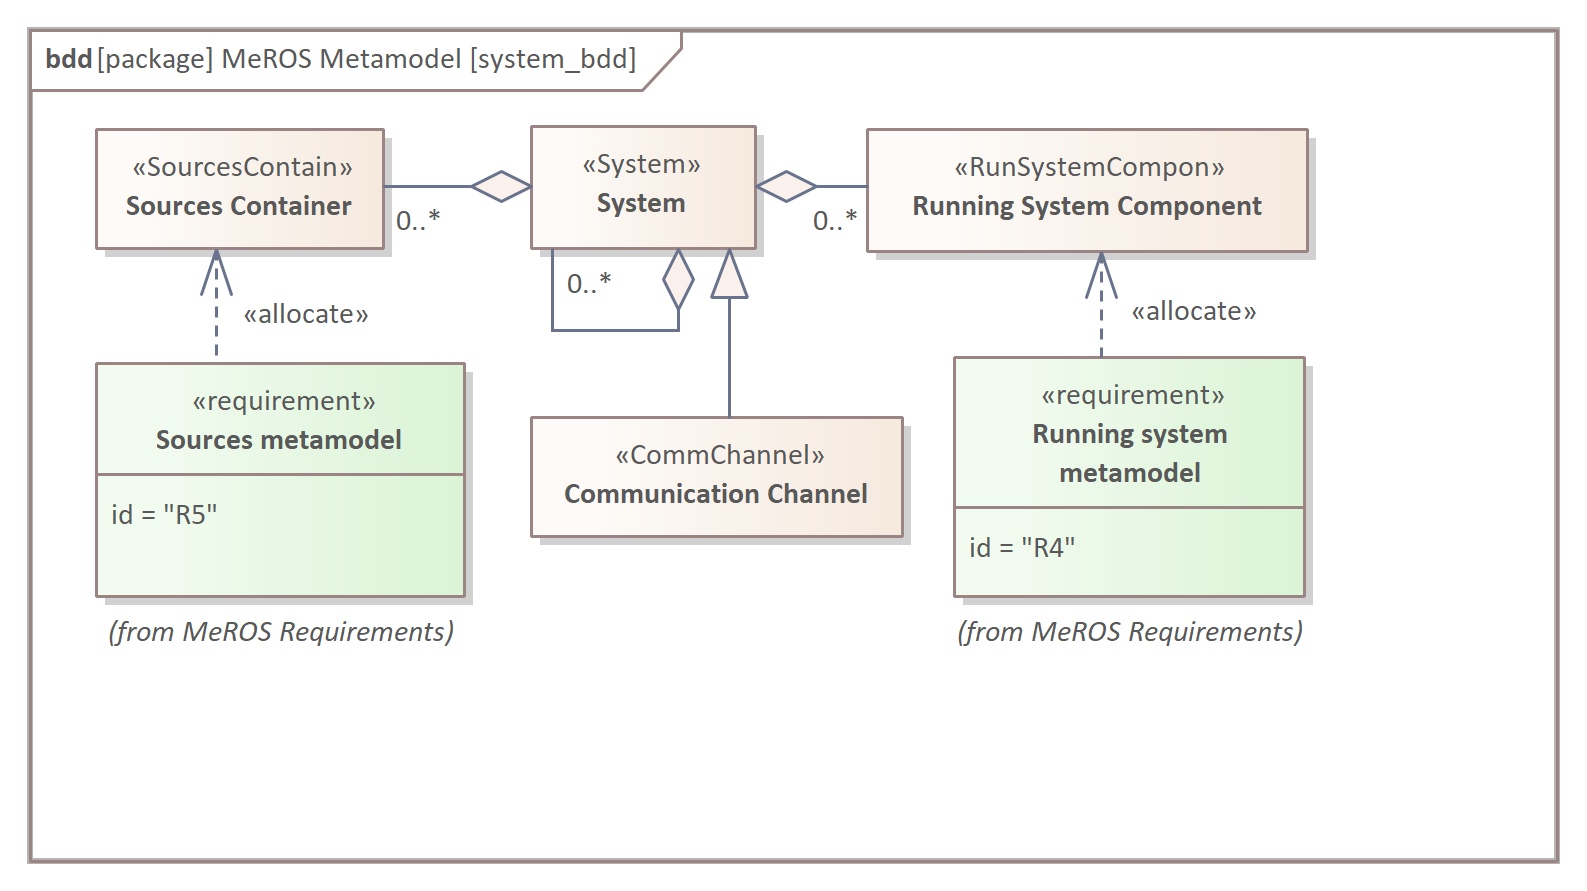 bdd [package] MeROS Metamodel [system_bdd]
«SourcesContain»
Sources Container
«System»
System
«RunSystemCompon»
Running System Component
0..*
0..*
0..*
«allocate»
«allocate»
«requirement»
Sources metamodel
id = "R5"
(from MeROS Requirements)
«CommChannel»
Communication Channel
«requirement»
Running system
metamodel
id = "R4"
(from MeROS Requirements)